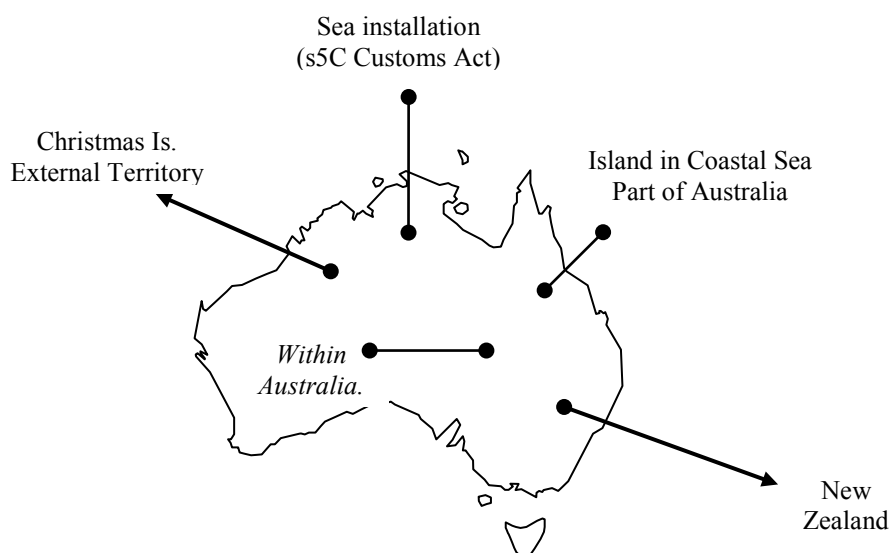 Sea installation
(s5C Customs Act)
Christmas Is.
External Territory
Island in Coastal Sea
Part of Australia
Within
Australia.
New
Zealand